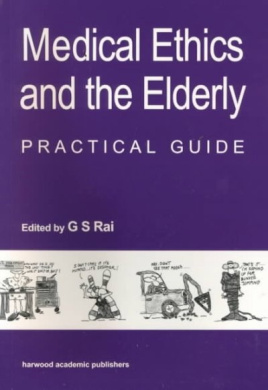 Medical Ethics
and the Elderly
PRACTICAL GUIDE
Edited by G S Rai
harwood academic publishers